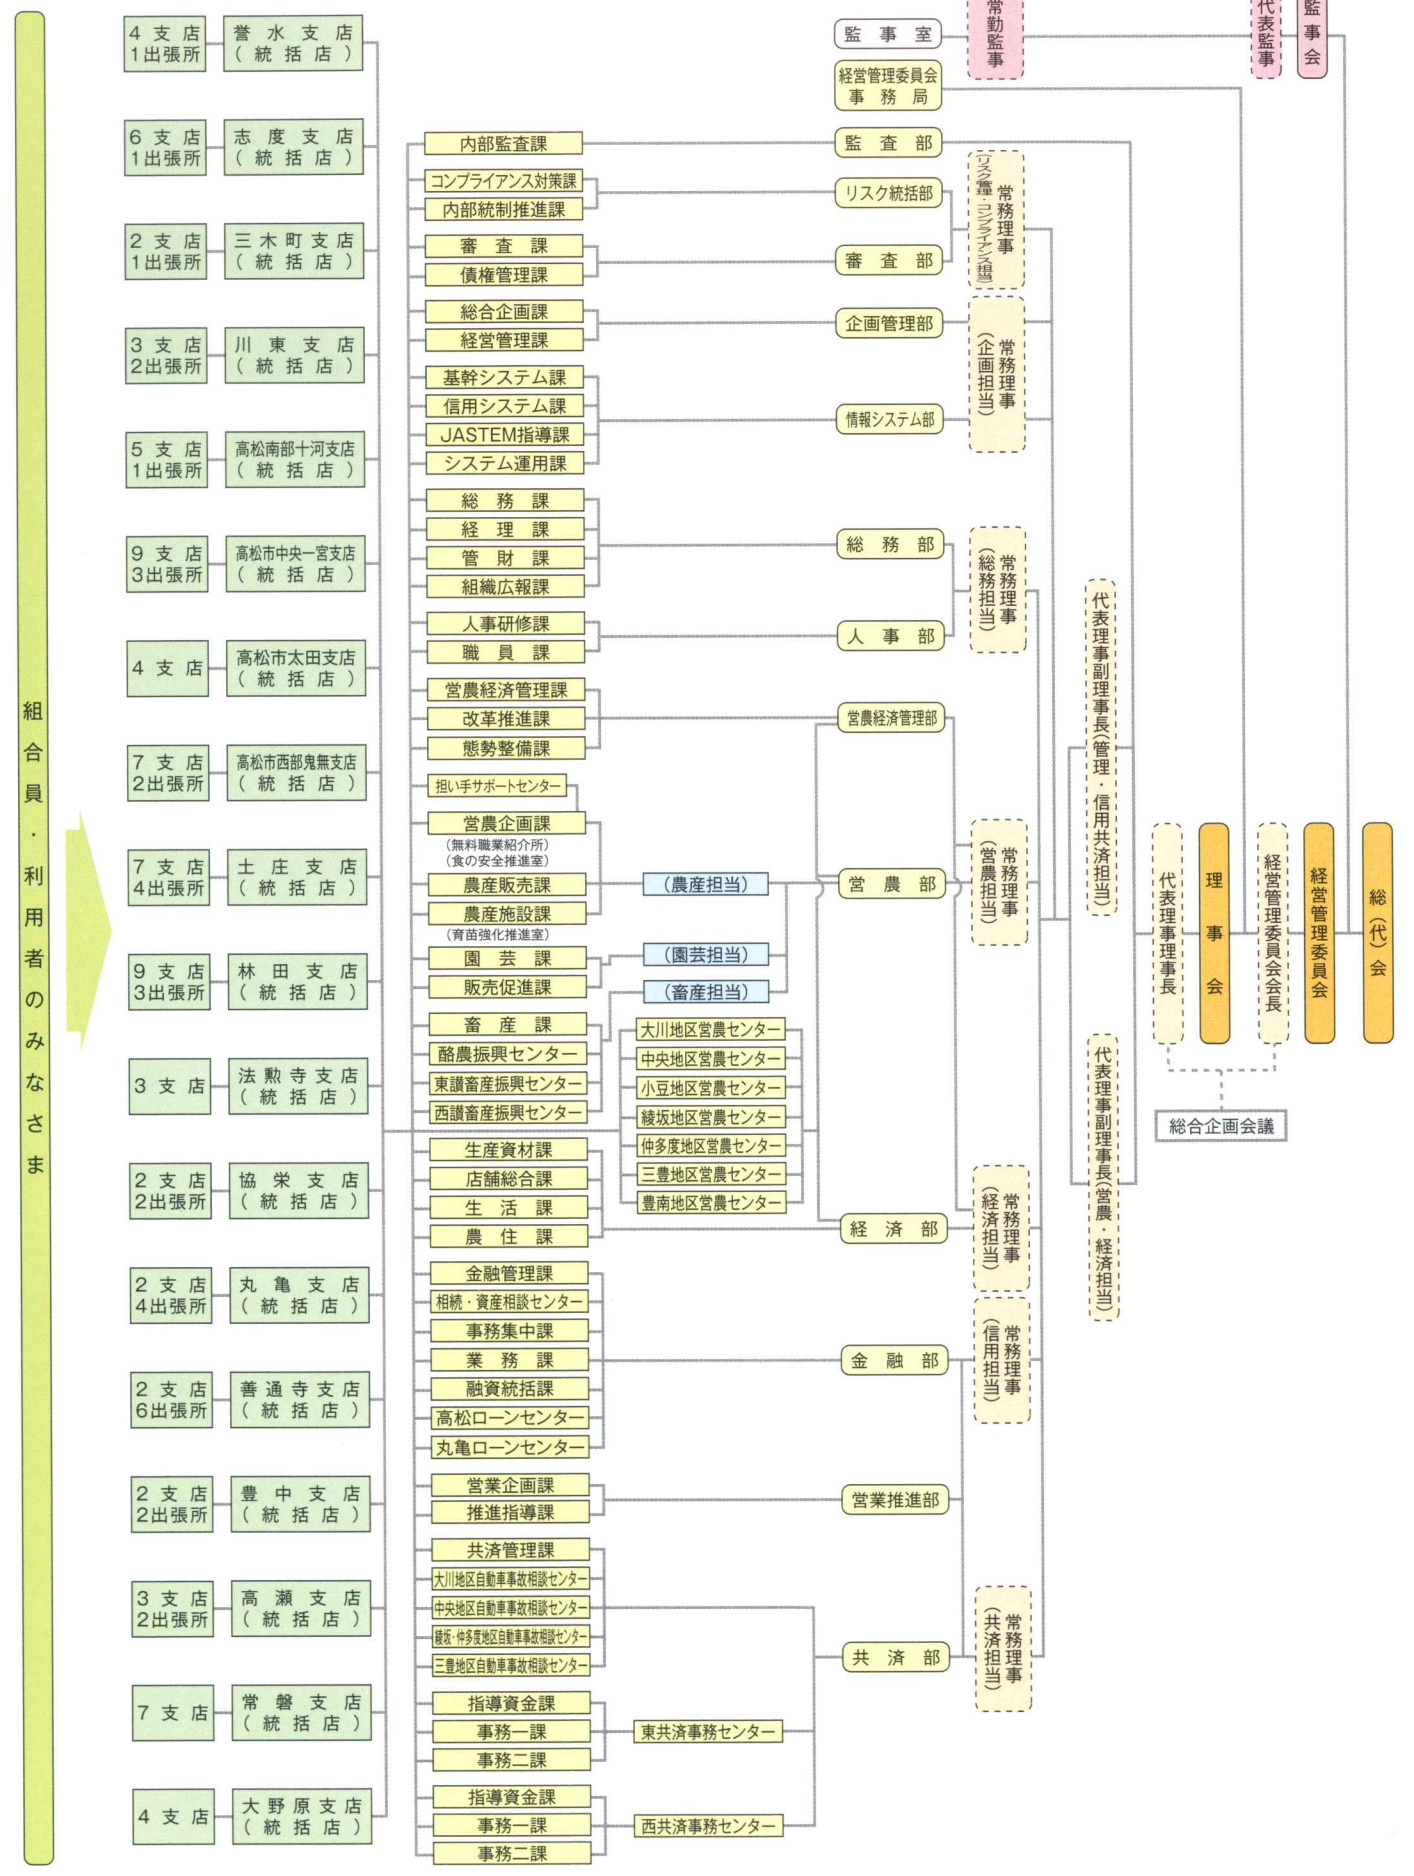 組合員・利用者のみなさま
4支店
1出張所
誉水支店
(統括店)
6支店
1出張所
志度支店
(統括店)
2支店
1出張所
三木町支店
(統括店)
3支店
2出張所
川東支店
(統括店)
5支店
1出張所
高松南部十河支店
(統括店)
9支店
3出張所
高松市中央一宮支店
(統括店)
4支店
高松市太田支店
(統括店)
7支店
2出張所
高松市西部鬼無支店
(統括店)
7支店
4出張所
土庄支店
(統括店)
9支店
3出張所
林田支店
(統括店)
3支店
法勲寺支店
(統括店)
2支店
2出張所
協栄支店
(統括店)
2支店
4出張所
丸亀支店
(統括店)
2支店
6出張所
善通寺支店
(統括店)
2支店
2出張所
豊中支店
(統括店)
3支店
2出張所
高瀬支店
(統括店)
7支店
常磐支店
(統括店)
4支店
大野原支店
(統括店)
内部監査課
コンプライアンス対策課
内部統制推進課
審査課
債権管理課
総合企画課
経営管理課
基幹システム課
信用システム課
JASTEM指導課
システム運用課
総務課
経理課
管財課
組織広報課
人事研修課
職員課
営農経済管理課
改革推進課
態勢整備課
担い手サポートセンター
営農企画課
(無料職業紹介所)
(食の安全推進室)
農産販売課
農産施設課
(育苗強化推進室)
園芸課
販売促進課
畜産課
酪農振興センター
東讃畜産振興センター
西讃畜産振興センター
生産資材課
店舗総合課
生活課
農住課
金融管理課
相続・資産相談センター
事務集中課
業務課
融資統括課
高松ローンセンター
丸亀ローンセンター
営業企画課
推進指導課
共済管理課
大川地区自動車事故相談センター
中央地区自動車事故相談センター
綾坂・仲多度地区自動車事故相談センター
三豊地区自動車事故相談センター
指導資金課
事務一課
事務二課
指導資金課
事務一課
事務二課
(農産担当)
(園芸担当)
(畜産担当)
大川地区営農センター
中央地区営農センター
小豆地区営農センター
綾坂地区営農センター
仲多度地区営農センター
三豊地区営農センター
豊南地区営農センター
東共済事務センター
西共済事務センター
監事室
経営管理委員会
事務局
監査部
リスク統括部
審査部
企画管理部
情報システム部
総務部
人事部
営農経済管理部
営農部
経済部
金融部
営業推進部
共済部
常勤監事
常務理事
(リスク管理・コンプライアンス担当)
常務理事
(企画担当)
常務理事
(総務担当)
常務理事
(営農担当)
常務理事
(経済担当)
常務理事
(信用担当)
常務理事
(共済担当)
代表理事副理事長(管理・信用共済担当)
代表理事副理事長(営農・経済担当)
代表理事理事長
理事会
経営管理委員会会長
経営管理委員会
総(代)会
総合企画会議
代表監事
監事会